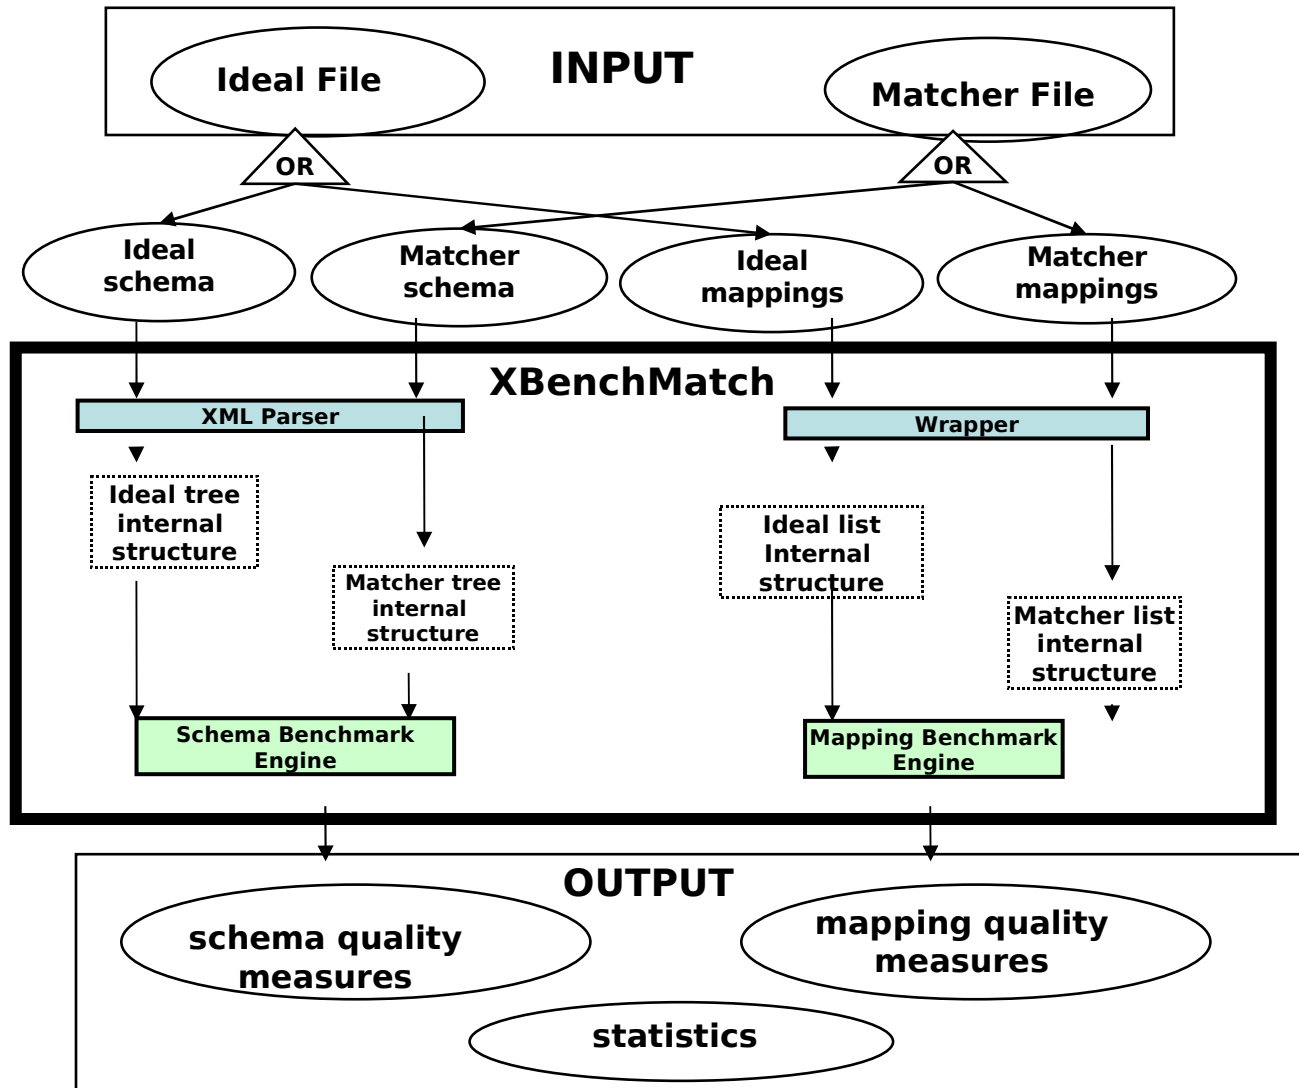 INPUT
Ideal File
Matcher File
OR
OR
Ideal
schema
Matcher
schema
Ideal
mappings
Matcher
mappings
XBenchMatch
XML Parser
Wrapper
Ideal tree
internal
structure
Ideal list
Internal
structure
Matcher tree
internal
structure
Matcher list
internal
structure
Schema Benchmark
Engine
Mapping Benchmark
Engine
OUTPUT
schema quality
measures
mapping quality
measures
statistics